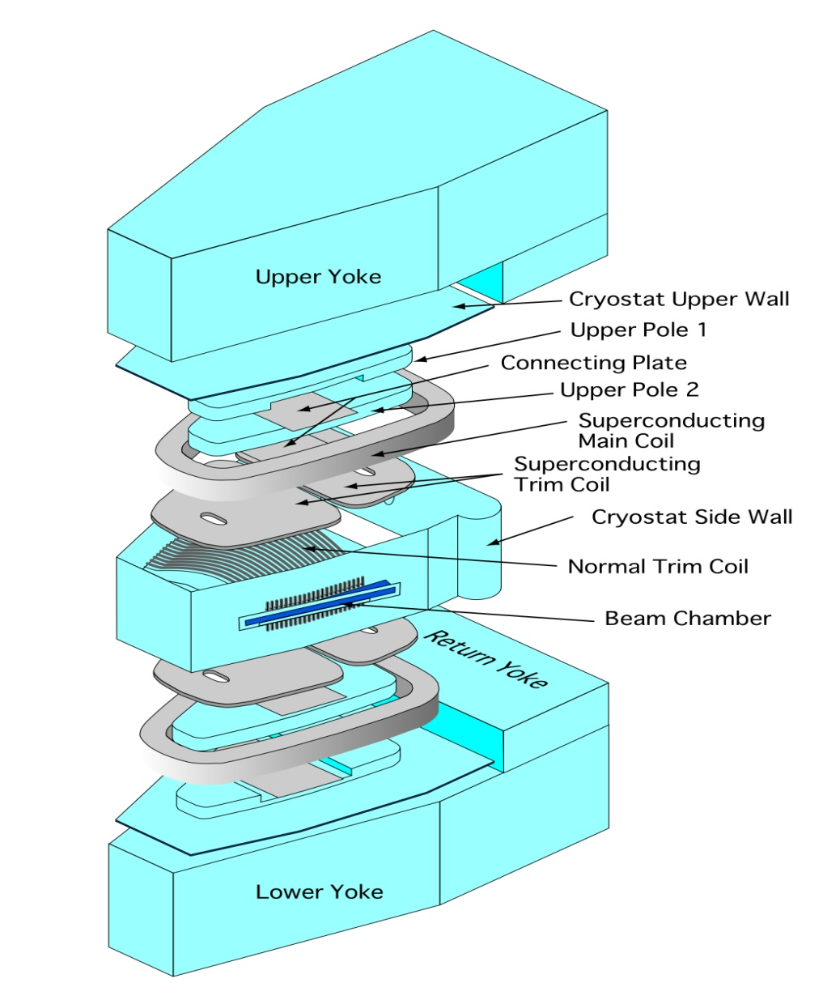 Upper Yoke
Cryostat Upper Wall
Upper Pole 1
Connecting Plate
Upper Pole 2
Superconducting
Main Coil
Superconducting
Trim Coil
Cryostat Side Wall
Normal Trim Coil
Beam Chamber
Return Yoke
Lower Yoke